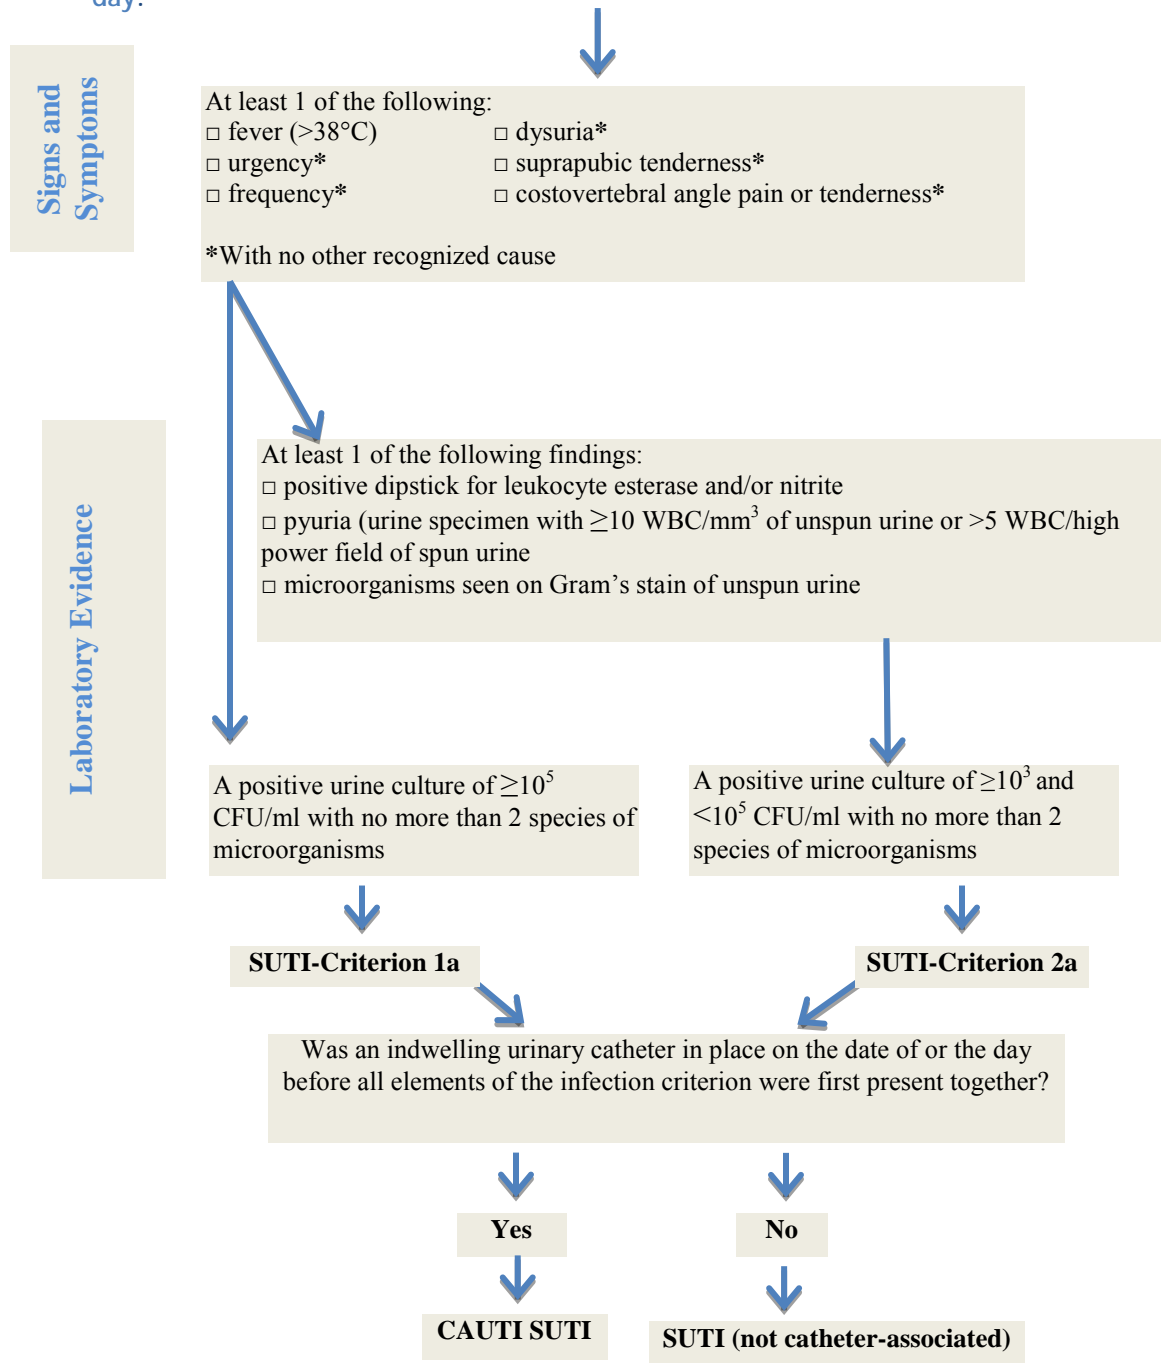 day.
Signs and
Symptoms
At least 1 of the following:
□ fever (>38°C) □ dysuria*
□ urgency* □ suprapubic tenderness*
□ frequency* □ costovertebral angle pain or tenderness*
*With no other recognized cause
Laboratory Evidence
At least 1 of the following findings:
□ positive dipstick for leukocyte esterase and/or nitrite
□ pyuria (urine specimen with ≥10 WBC/mm³ of unspun urine or >5 WBC/high
power field of spun urine
□ microorganisms seen on Gram’s stain of unspun urine
A positive urine culture of ≥10⁵
CFU/ml with no more than 2 species of
microorganisms
A positive urine culture of ≥10³ and
<10⁵ CFU/ml with no more than 2
species of microorganisms
SUTI-Criterion 1a
SUTI-Criterion 2a
Was an indwelling urinary catheter in place on the date of or the day
before all elements of the infection criterion were first present together?
Yes
No
CAUTI SUTI
SUTI (not catheter-associated)